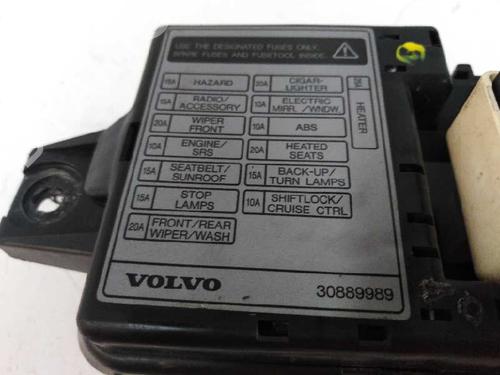 USE THE DESIGNATED FUSES ONLY,
SPARE FUSES AND FUSETOOL INSIDE.
15A HAZARD
20A CIGAR-
LIGHTER
25A HEATER
15A RADIO/
ACCESSORY
10A ELECTRIC
MIRR./WNDW.
20A WIPER
FRONT
10A ABS
10A ENGINE/
SRS
20A HEATED
SEATS
15A SEATBELT/
SUNROOF
15A BACK-UP/
TURN LAMPS
15A STOP
LAMPS
10A SHIFTLOCK/
CRUISE CTRL
20A FRONT/REAR
WIPER/WASH
VOLVO
30889989